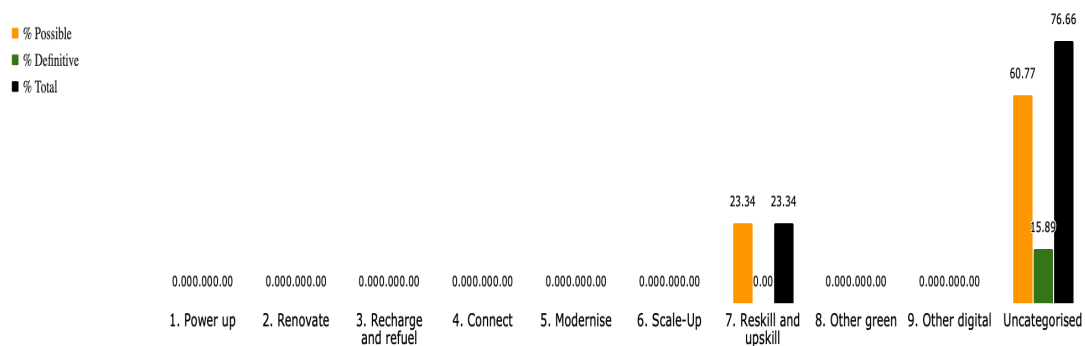 76.66
% Possible
% Definitive
60.77
% Total
23.34 23.34
15.89
0.000.000.00 0.000.000.00 0.000.000.00 0.000.000.00 0.000.000.00 0.000.000.00 0.00 0.000.000.00 0.000.000.00
1. Power up 2. Renovate 3. Recharge 4. Connect 5. Modernise 6. Scale-Up 7. Reskill and 8. Other green 9. Other digital Uncategorised
and refuel upskill